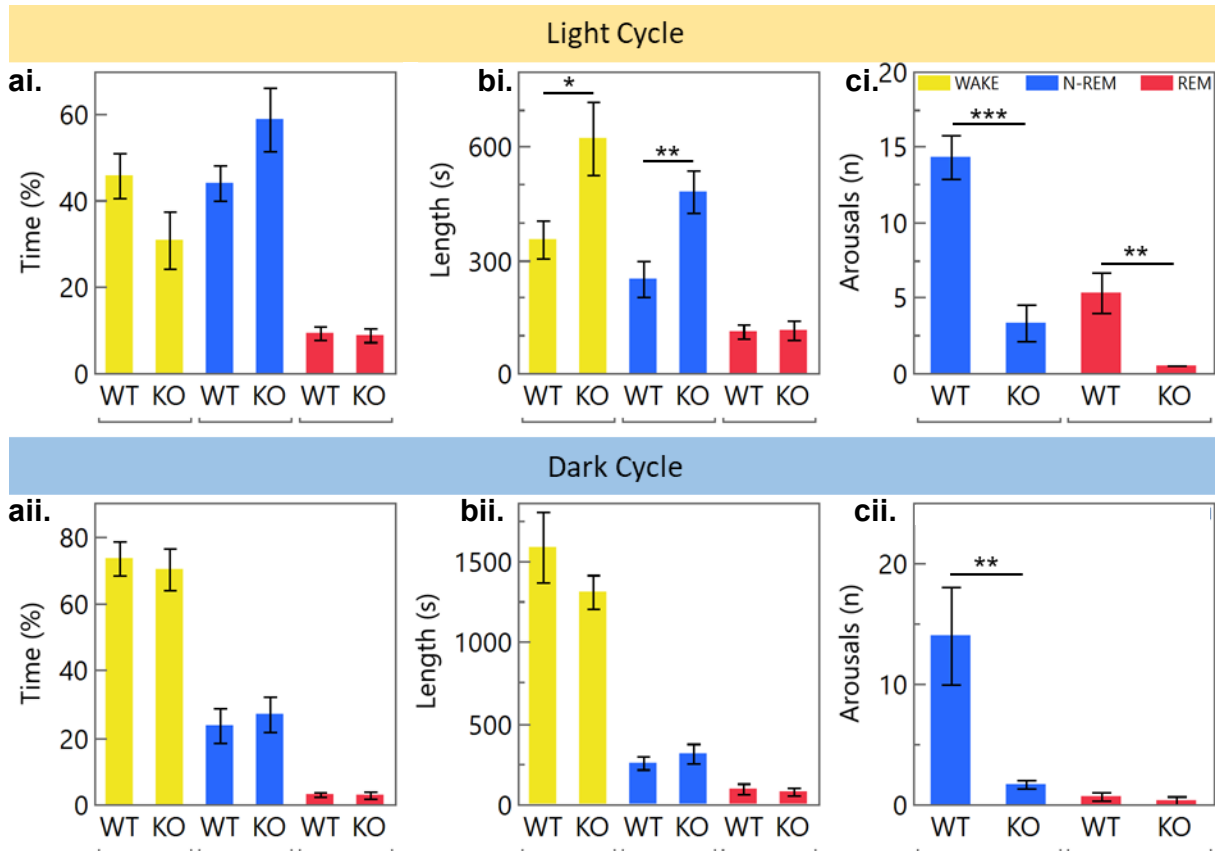 Light Cycle
ai.
Time (%)
60
40
20
0
WT KO WT KO WT KO
bi.
*
**
Length (s)
600
300
0
WT KO WT KO WT KO
ci.
WAKE N-REM REM
***
**
Arousals (n)
20
15
10
5
0
WT KO WT KO
Dark Cycle
aii.
Time (%)
80
60
40
20
0
WT KO WT KO WT KO
bii.
Length (s)
1500
1000
500
0
WT KO WT KO WT KO
cii.
**
Arousals (n)
20
10
0
WT KO WT KO